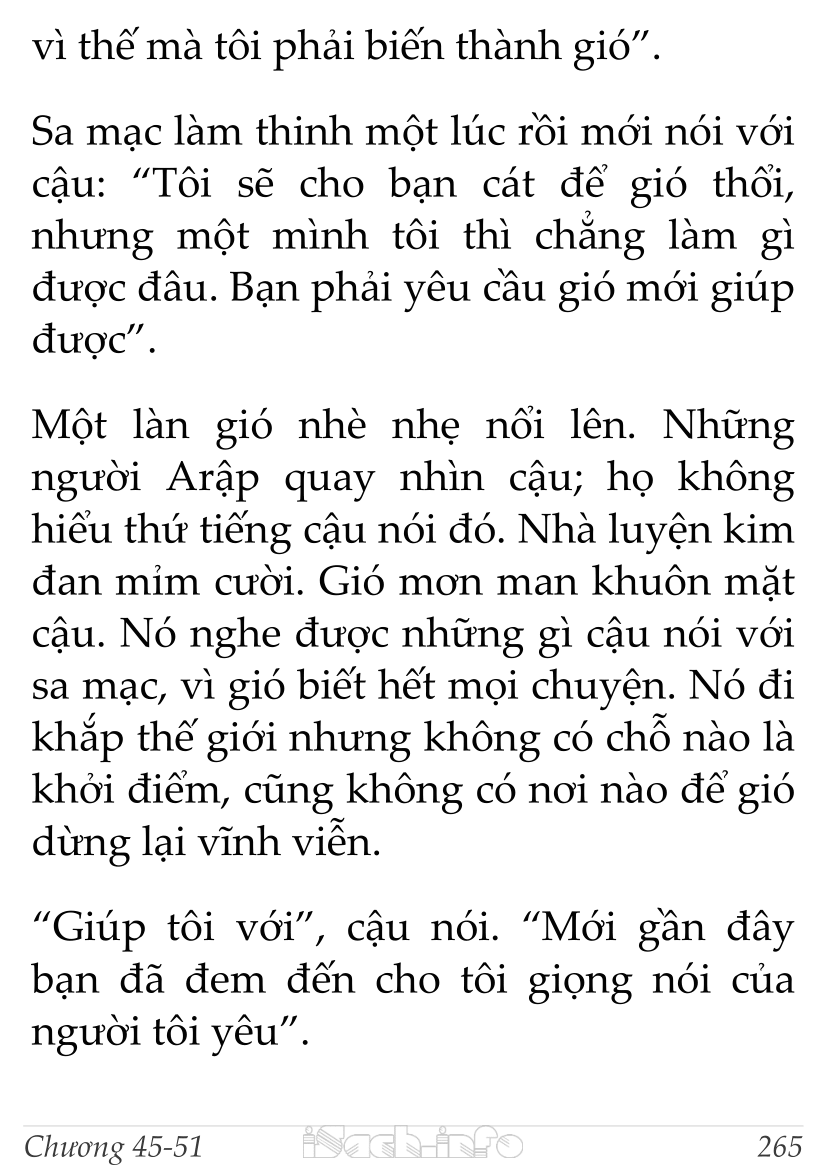 vì thế mà tôi phải biến thành gió”.
Sa mạc làm thinh một lúc rồi mới nói với
cậu: “Tôi sẽ cho bạn cát để gió thổi,
nhưng một mình tôi thì chẳng làm gì
được đâu. Bạn phải yêu cầu gió mới giúp
được”.
Một làn gió nhè nhẹ nổi lên. Những
người Arập quay nhìn cậu; họ không
hiểu thứ tiếng cậu nói đó. Nhà luyện kim
đan mỉm cười. Gió mơn man khuôn mặt
cậu. Nó nghe được những gì cậu nói với
sa mạc, vì gió biết hết mọi chuyện. Nó đi
khắp thế giới nhưng không có chỗ nào là
khởi điểm, cũng không có nơi nào để gió
dừng lại vĩnh viễn.
“Giúp tôi với”, cậu nói. “Mới gần đây
bạn đã đem đến cho tôi giọng nói của
người tôi yêu”.
Chương 45-51 iSach.info 265